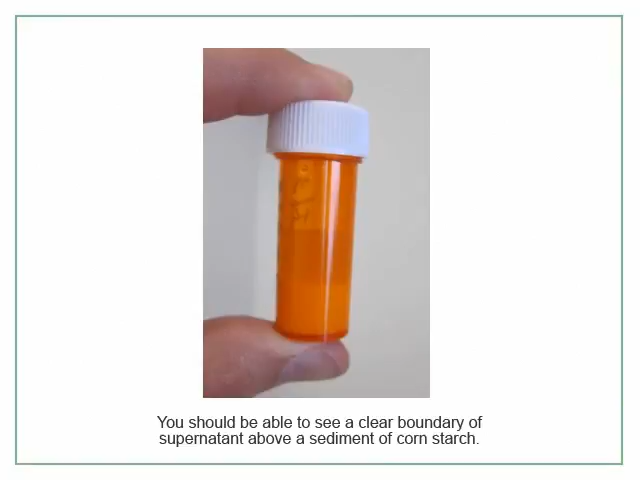 You should be able to see a clear boundary of
supernatant above a sediment of corn starch.